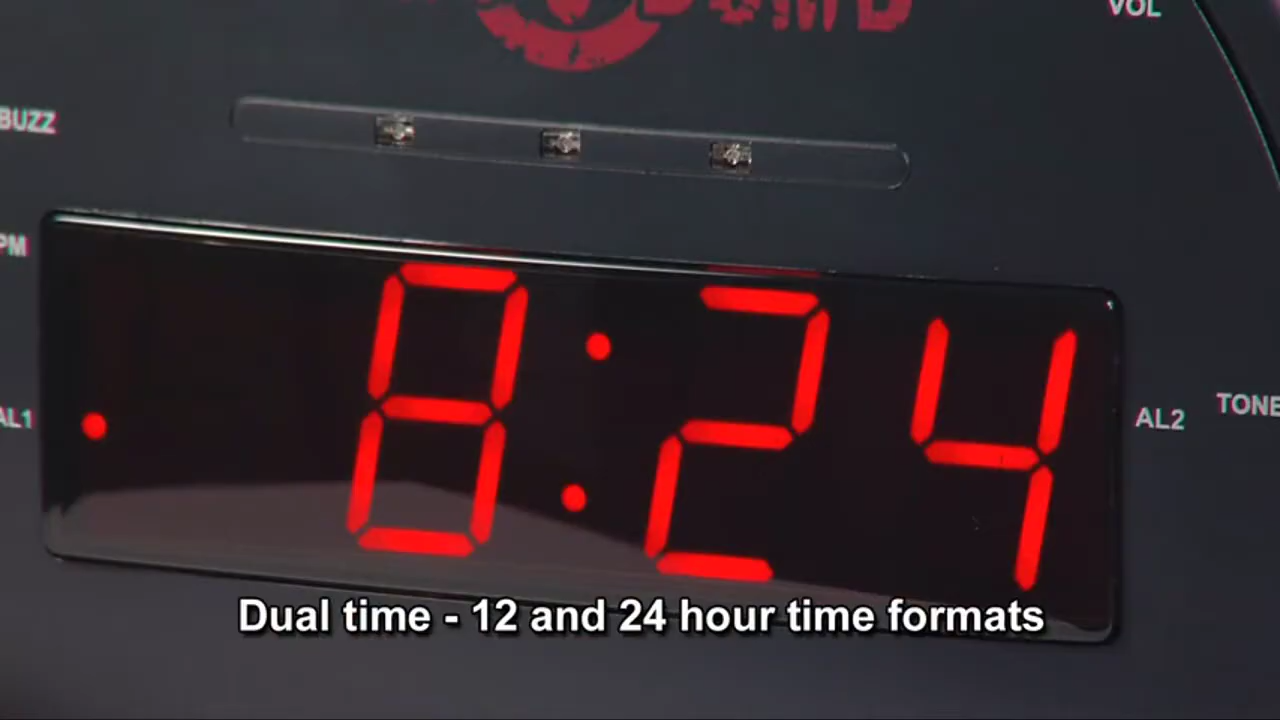 VOL
BUZZ
PM
8:24
AL1
AL2
TONE
Dual time - 12 and 24 hour time formats